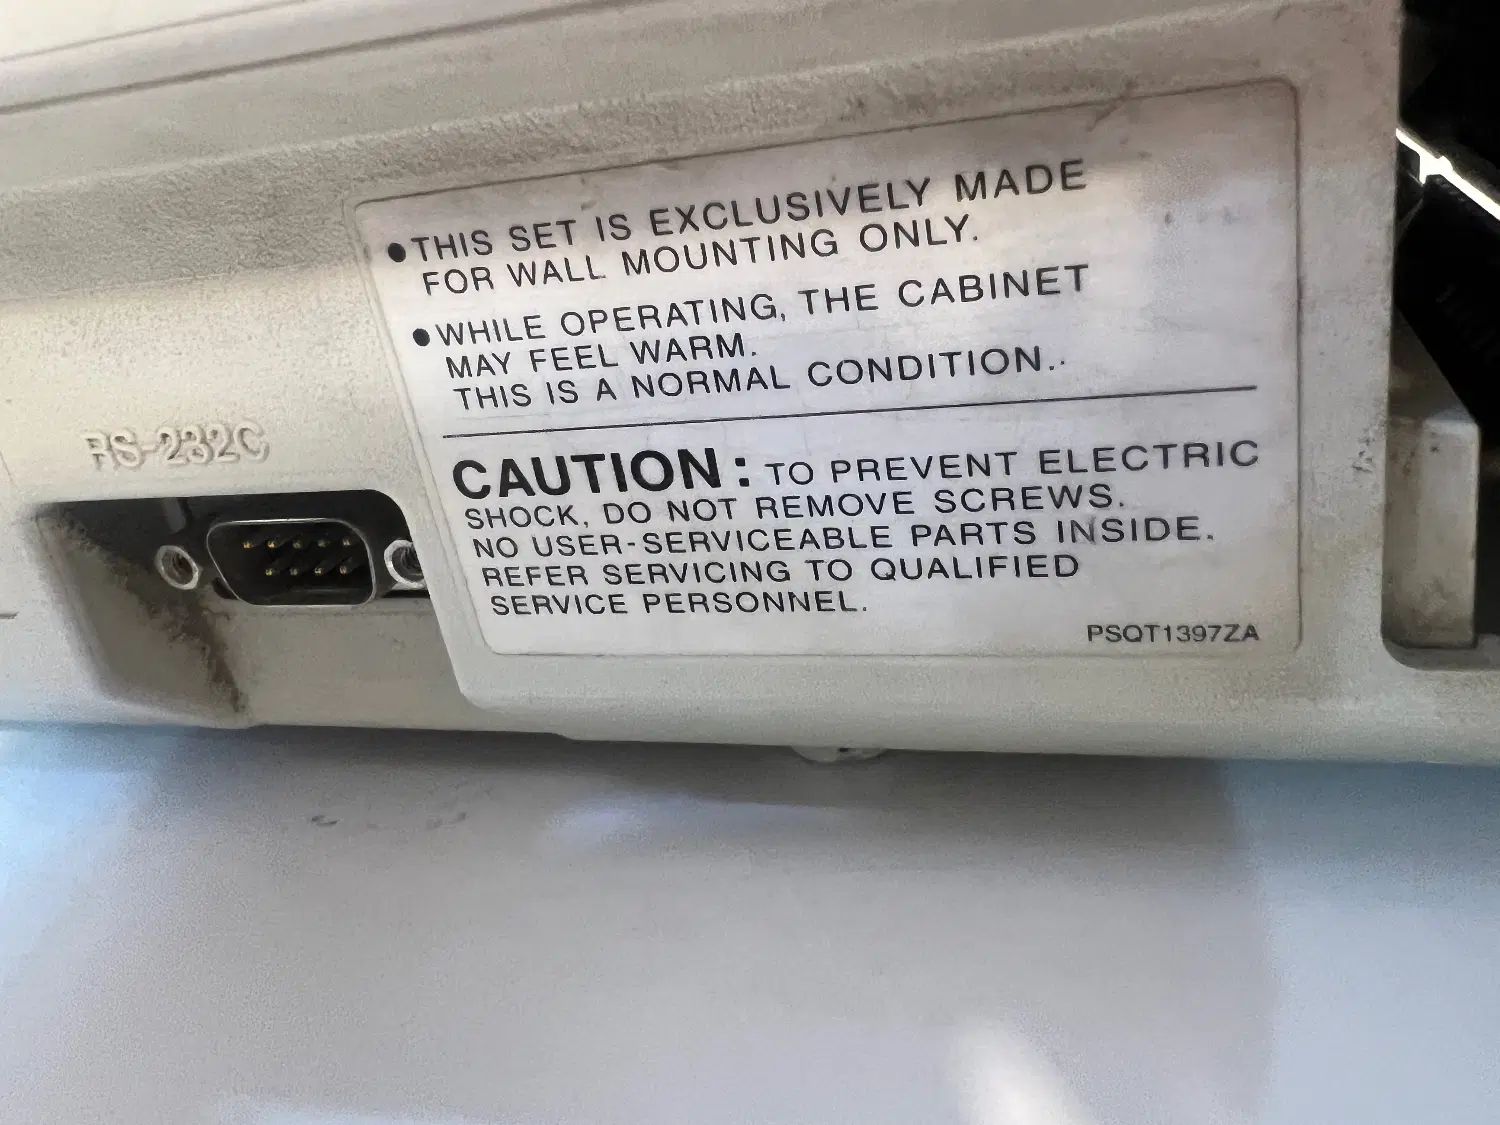 ●THIS SET IS EXCLUSIVELY MADE
FOR WALL MOUNTING ONLY.
●WHILE OPERATING, THE CABINET
MAY FEEL WARM.
THIS IS A NORMAL CONDITION..
CAUTION: TO PREVENT ELECTRIC
SHOCK, DO NOT REMOVE SCREWS.
NO USER-SERVICEABLE PARTS INSIDE.
REFER SERVICING TO QUALIFIED
SERVICE PERSONNEL.
PSQT1397ZA
RS-232C